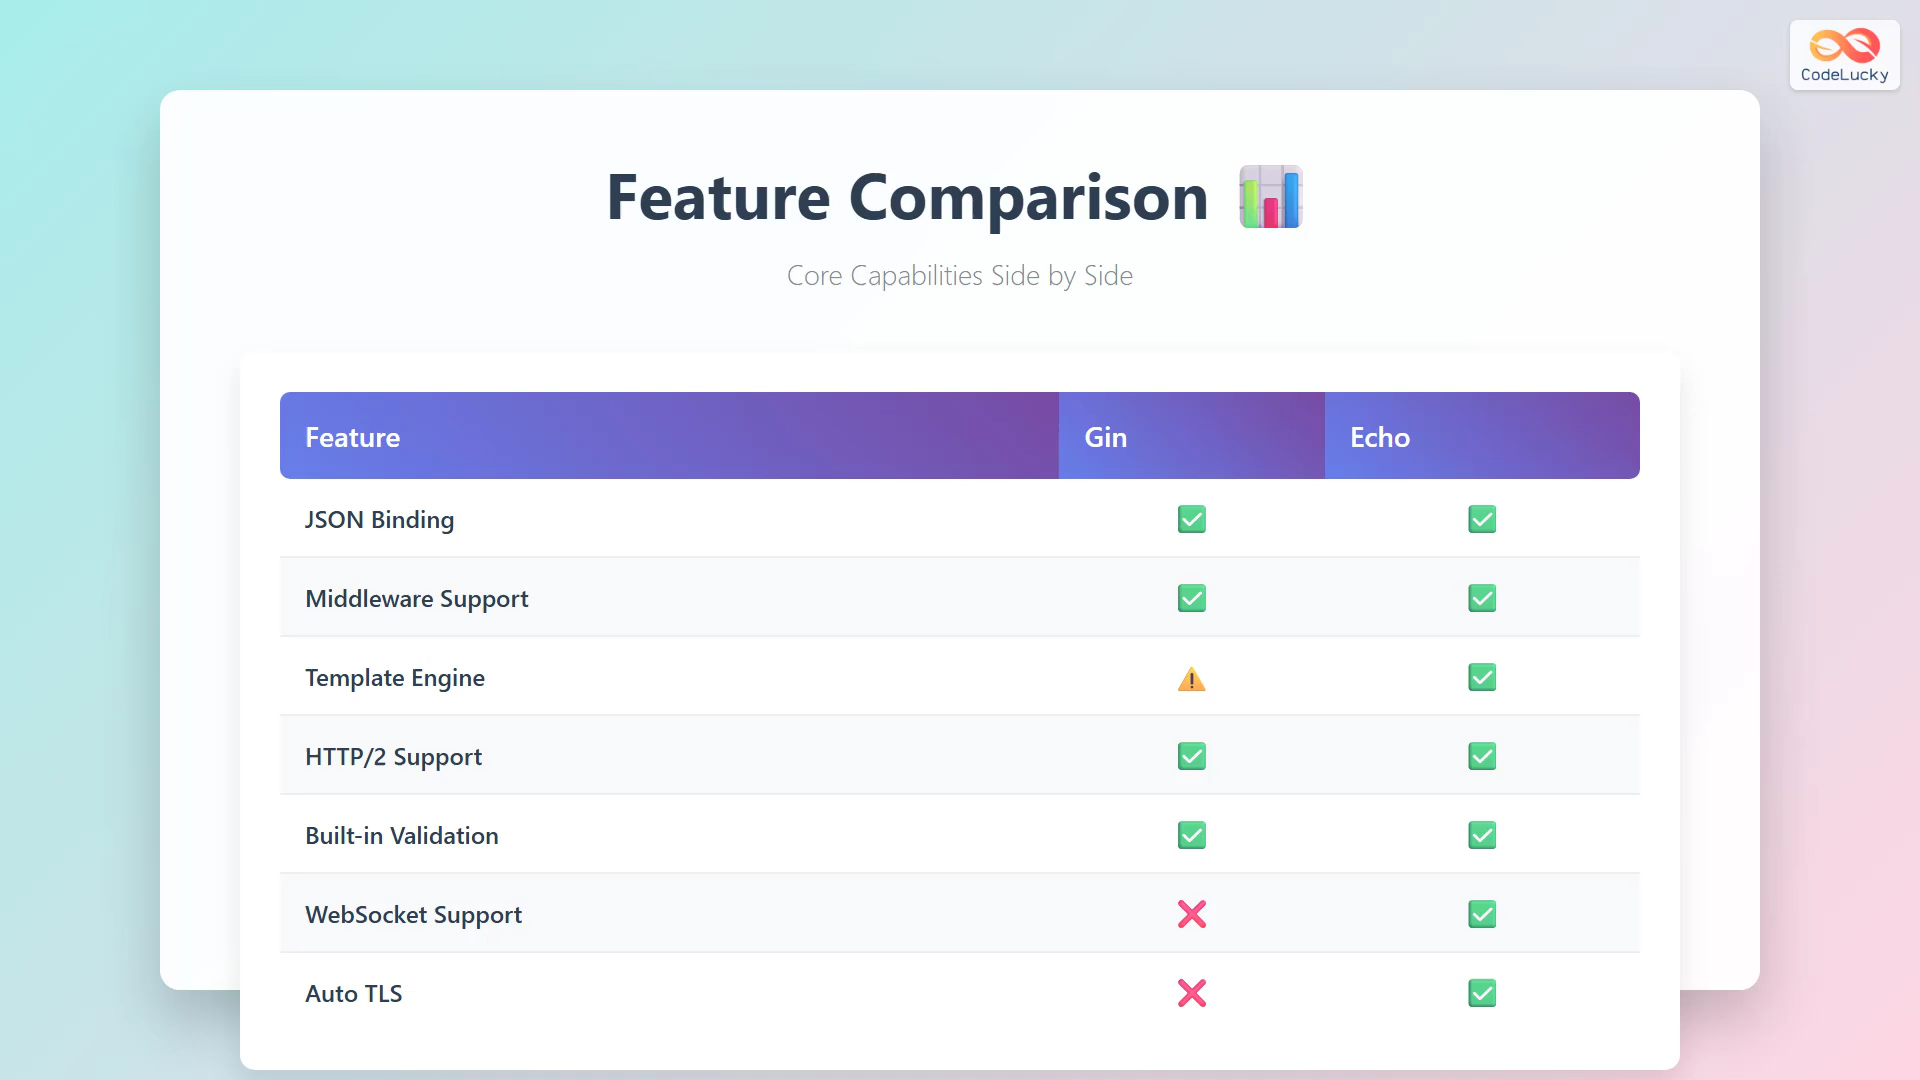 CodeLucky
Feature Comparison
Core Capabilities Side by Side
Feature Gin Echo
JSON Binding ✅ ✅
Middleware Support ✅ ✅
Template Engine ⚠️ ✅
HTTP/2 Support ✅ ✅
Built-in Validation ✅ ✅
WebSocket Support ❌ ✅
Auto TLS ❌ ✅